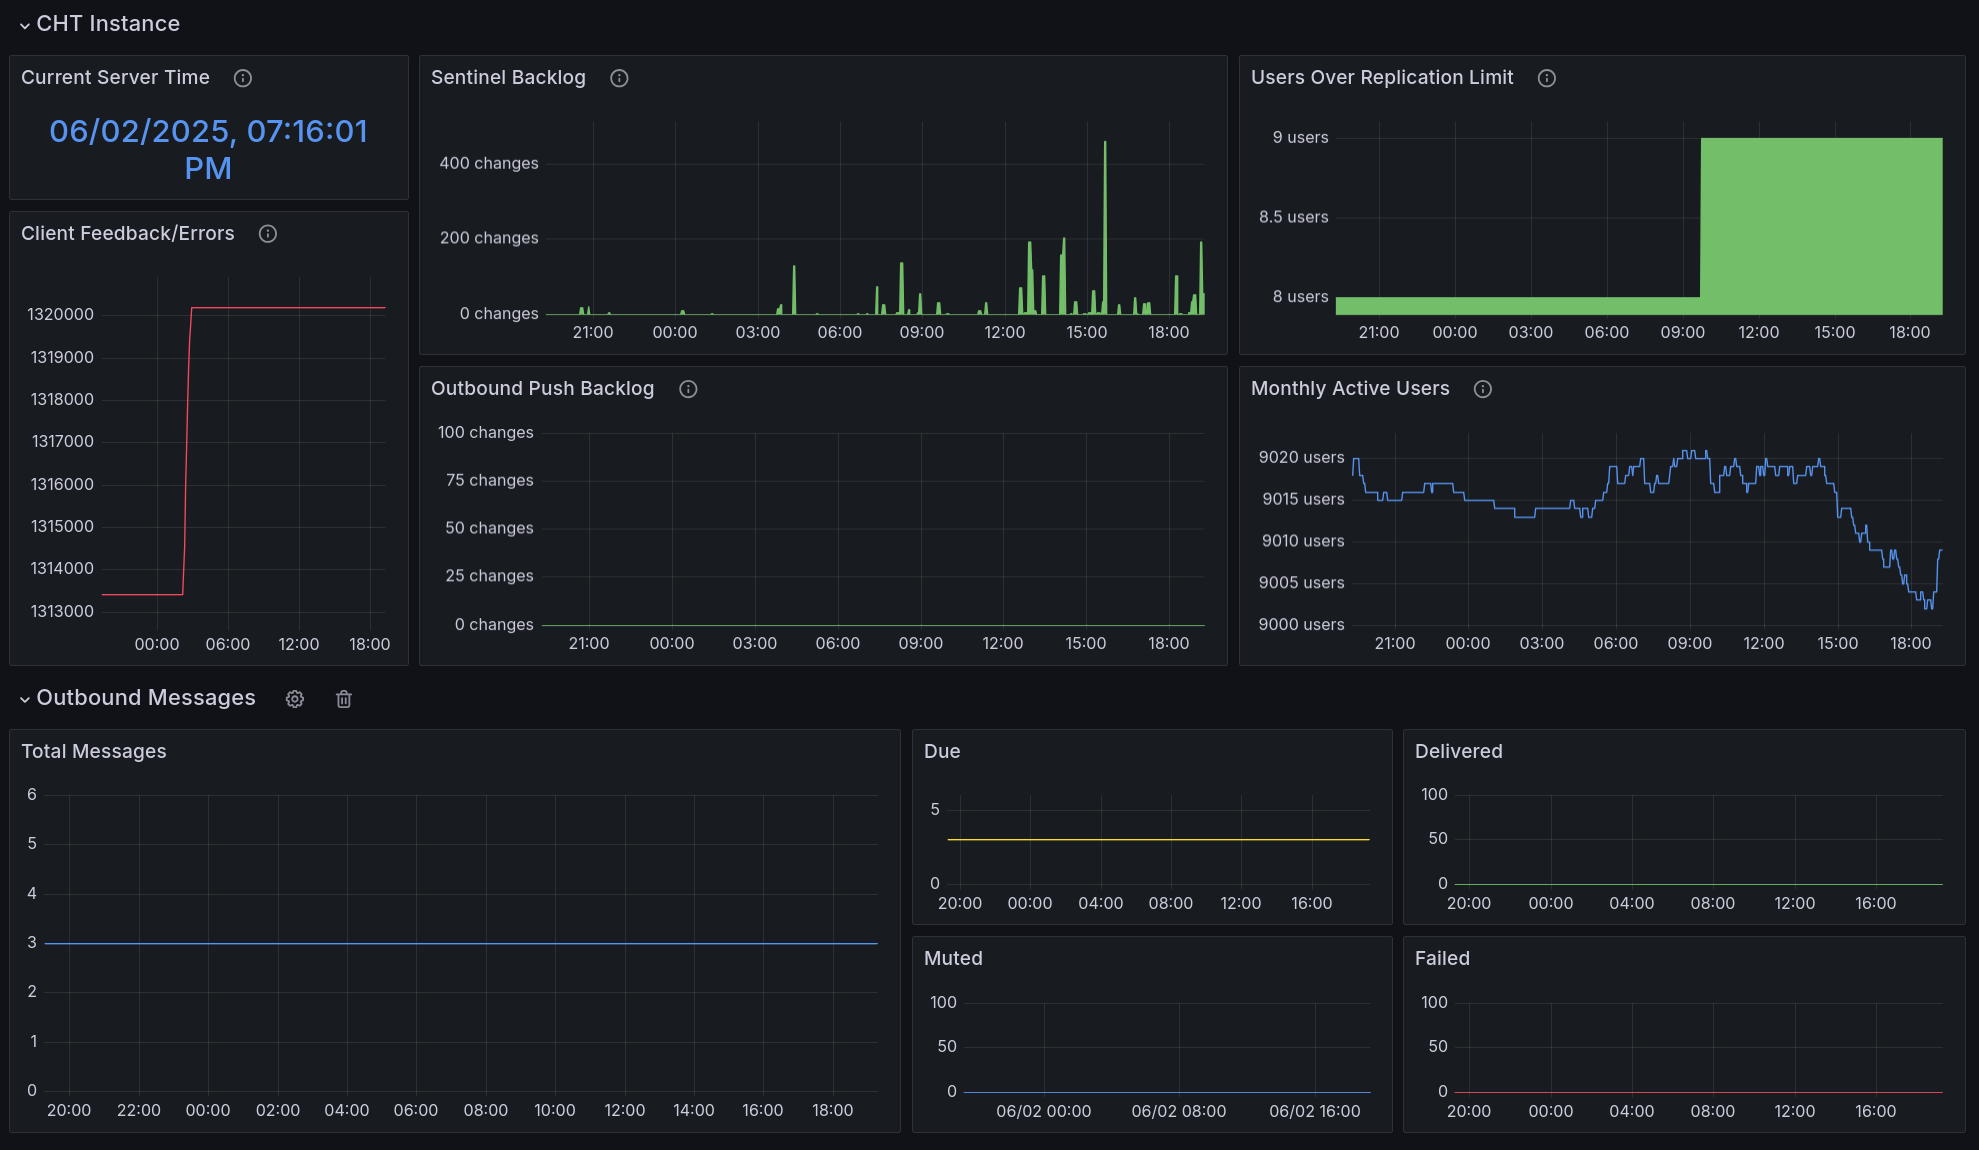 CHT Instance
Current Server Time
06/02/2025, 07:16:01
PM
Client Feedback/Errors
1320000
1319000
1318000
1317000
1316000
1315000
1314000
1313000
00:00 06:00 12:00 18:00
Sentinel Backlog
400 changes
200 changes
0 changes
21:00 00:00 03:00 06:00 09:00 12:00 15:00 18:00
Users Over Replication Limit
9 users
8.5 users
8 users
21:00 00:00 03:00 06:00 09:00 12:00 15:00 18:00
Outbound Push Backlog
100 changes
75 changes
50 changes
25 changes
0 changes
21:00 00:00 03:00 06:00 09:00 12:00 15:00 18:00
Monthly Active Users
9020 users
9015 users
9010 users
9005 users
9000 users
21:00 00:00 03:00 06:00 09:00 12:00 15:00 18:00
Outbound Messages
Total Messages
6
5
4
3
2
1
0
20:00 22:00 00:00 02:00 04:00 06:00 08:00 10:00 12:00 14:00 16:00 18:00
Due
5
0
20:00 00:00 04:00 08:00 12:00 16:00
Delivered
100
50
0
20:00 00:00 04:00 08:00 12:00 16:00
Muted
100
50
0
06/02 00:00 06/02 08:00 06/02 16:00
Failed
100
50
0
20:00 00:00 04:00 08:00 12:00 16:00